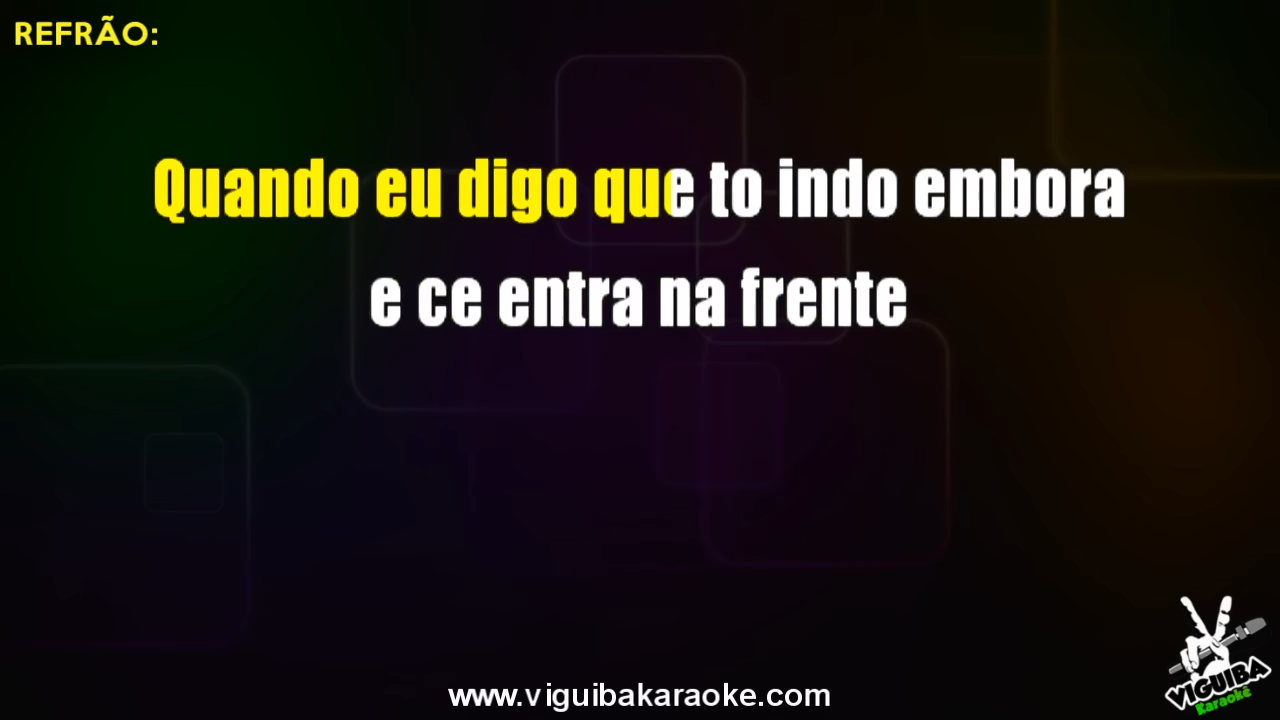 REFRÃO:
Quando eu digo que to indo embora
e ce entra na frente
VIGUIBA
Karaokê
www.viguibakaraoke.com